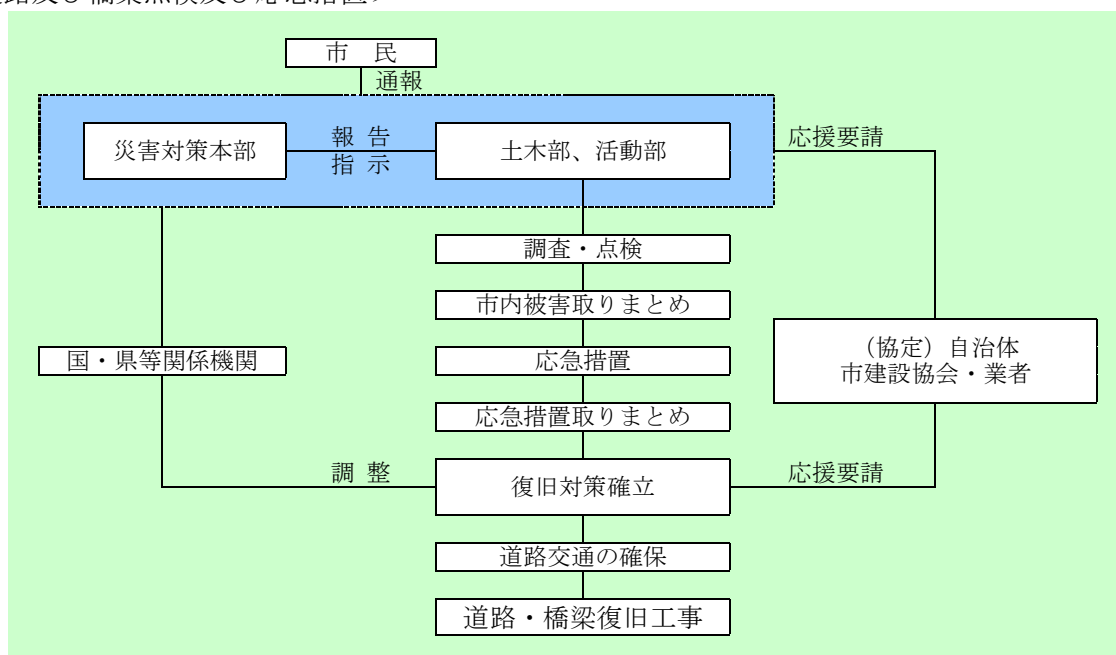 路及び橋梁点検及び応急措置＞
市　民
通報
災害対策本部
報 告
指 示
土木部、活動部
応援要請
調査・点検
市内被害取りまとめ
国・県等関係機関
応急措置
（協定）自治体
市建設協会・業者
応急措置取りまとめ
調 整
復旧対策確立
応援要請
道路交通の確保
道路・橋梁復旧工事